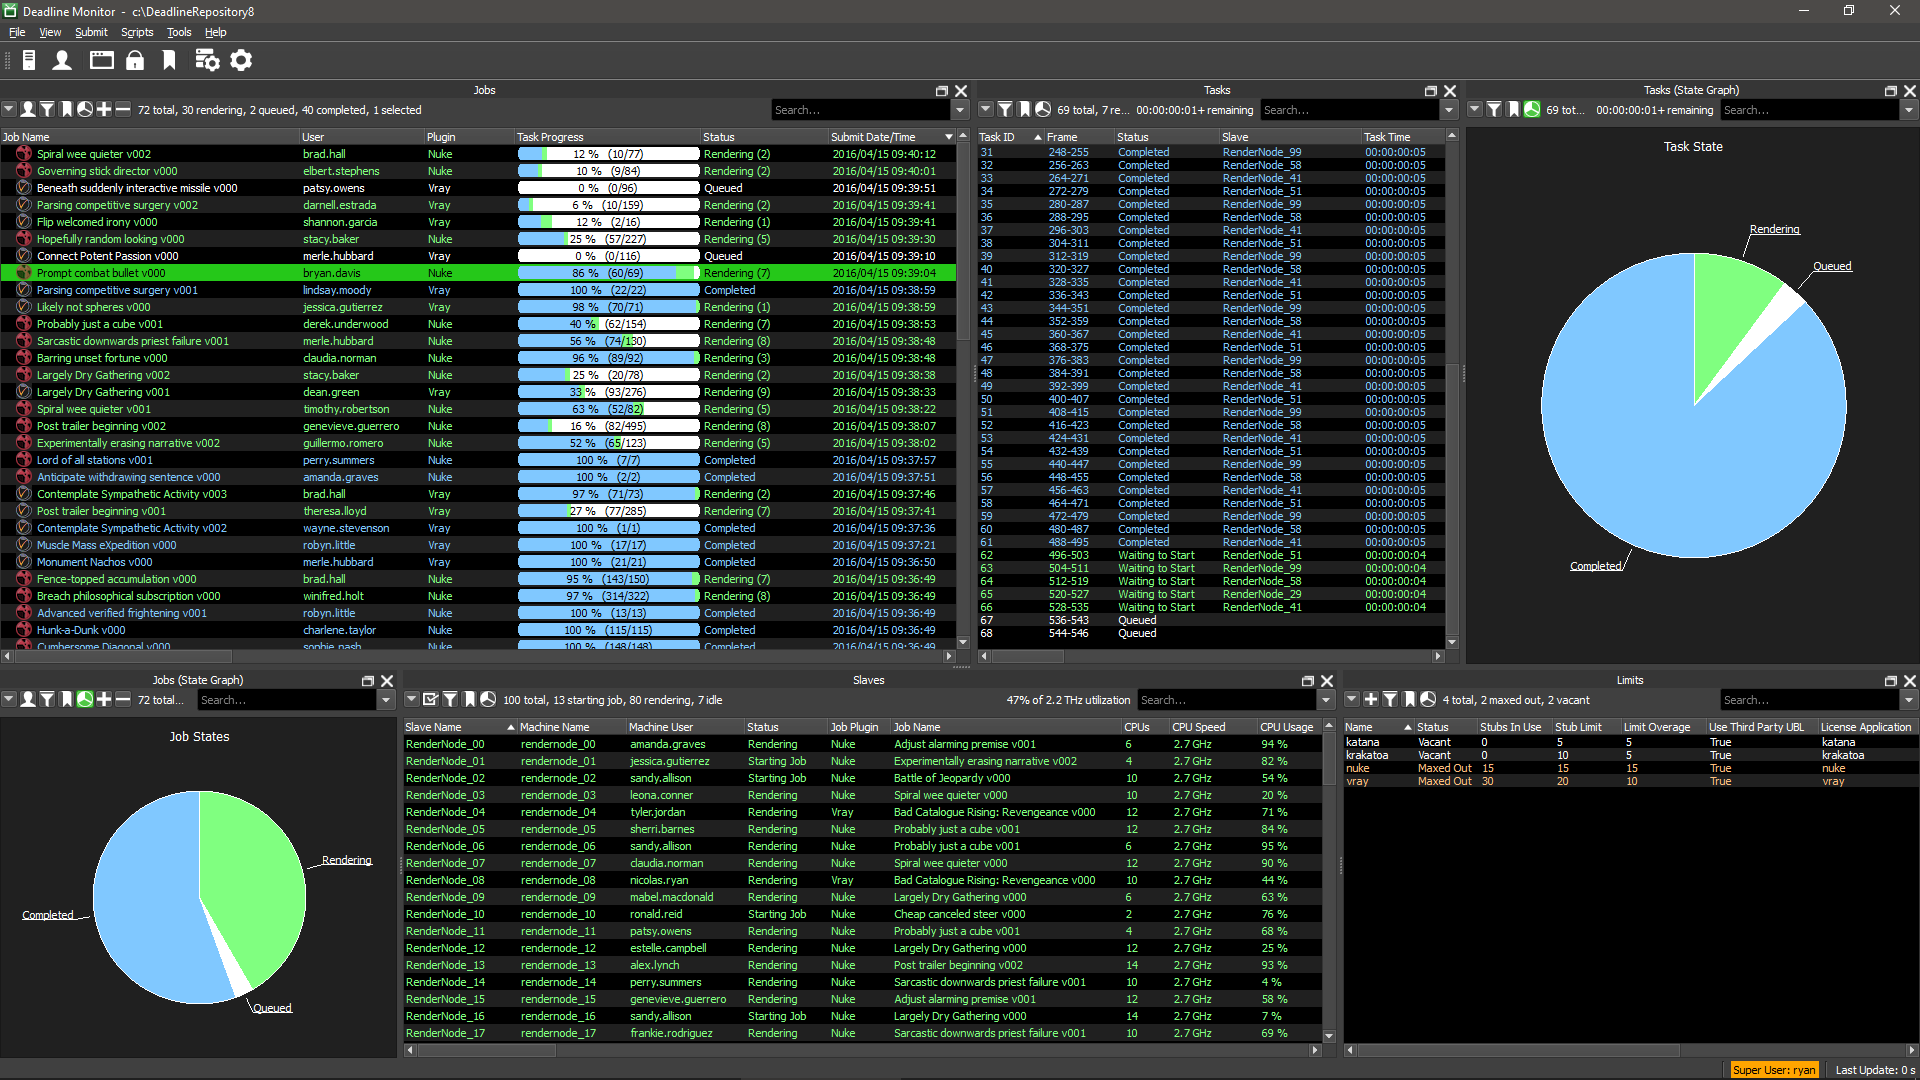 Deadline Monitor - c:\DeadlineRepository8
File View Submit Scripts Tools Help
Jobs
72 total, 30 rendering, 2 queued, 40 completed, 1 selected
Search...
Job Name User Plugin Task Progress Status Submit Date/Time
Spiral wee quieter v002 brad.hall Nuke 12 % (10/77) Rendering (2) 2016/04/15 09:40:12
Governing stick director v000 elbert.stephens Nuke 10 % (9/84) Rendering (2) 2016/04/15 09:40:01
Beneath suddenly interactive missile v000 patsy.owens Vray 0 % (0/96) Queued 2016/04/15 09:39:51
Parsing competitive surgery v002 darnell.estrada Vray 6 % (10/159) Rendering (2) 2016/04/15 09:39:41
Flip welcomed irony v000 shannon.garcia Vray 12 % (2/16) Rendering (1) 2016/04/15 09:39:41
Hopefully random looking v000 stacy.baker Nuke 25 % (57/227) Rendering (5) 2016/04/15 09:39:30
Connect Potent Passion v000 merle.hubbard Vray 0 % (0/116) Queued 2016/04/15 09:39:10
Prompt combat bullet v000 bryan.davis Nuke 86 % (60/69) Rendering (7) 2016/04/15 09:39:04
Parsing competitive surgery v001 lindsay.moody Vray 100 % (22/22) Completed 2016/04/15 09:38:59
Likely not spheres v000 jessica.gutierrez Vray 98 % (70/71) Rendering (1) 2016/04/15 09:38:59
Probably just a cube v001 derek.underwood Nuke 40 % (62/154) Rendering (7) 2016/04/15 09:38:53
Sarcastic downwards priest failure v001 merle.hubbard Nuke 56 % (74/130) Rendering (8) 2016/04/15 09:38:48
Barring unset fortune v000 claudia.norman Nuke 96 % (89/92) Rendering (3) 2016/04/15 09:38:48
Largely Dry Gathering v002 stacy.baker Nuke 25 % (20/78) Rendering (2) 2016/04/15 09:38:38
Largely Dry Gathering v001 dean.green Vray 33 % (93/276) Rendering (9) 2016/04/15 09:38:33
Spiral wee quieter v001 timothy.robertson Nuke 63 % (52/82) Rendering (5) 2016/04/15 09:38:22
Post trailer beginning v002 genevieve.guerrero Nuke 16 % (82/495) Rendering (8) 2016/04/15 09:38:07
Experimentally erasing narrative v002 guillermo.romero Nuke 52 % (65/123) Rendering (5) 2016/04/15 09:38:02
Lord of all stations v001 perry.summers Nuke 100 % (7/7) Completed 2016/04/15 09:37:57
Anticipate withdrawing sentence v000 amanda.graves Nuke 100 % (2/2) Completed 2016/04/15 09:37:51
Contemplate Sympathetic Activity v003 brad.hall Vray 97 % (71/73) Rendering (2) 2016/04/15 09:37:46
Post trailer beginning v001 theresa.lloyd Vray 27 % (77/285) Rendering (7) 2016/04/15 09:37:41
Contemplate Sympathetic Activity v002 wayne.stevenson Vray 100 % (1/1) Completed 2016/04/15 09:37:36
Muscle Mass eXpedition v000 robyn.little Vray 100 % (17/17) Completed 2016/04/15 09:37:21
Monument Nachos v000 merle.hubbard Vray 100 % (21/21) Completed 2016/04/15 09:36:50
Fence-topped accumulation v000 brad.hall Nuke 95 % (143/150) Rendering (7) 2016/04/15 09:36:49
Breach philosophical subscription v000 winifred.holt Nuke 97 % (314/322) Rendering (8) 2016/04/15 09:36:49
Advanced verified frightening v001 robyn.little Nuke 100 % (13/13) Completed 2016/04/15 09:36:49
Hunk-a-Dunk v000 charlene.taylor Nuke 100 % (115/115) Completed 2016/04/15 09:36:49
Cumbersome Diagonal v000 sophie.nash Nuke 100 % (148/148) Completed 2016/04/15 09:36:49
Tasks
69 total, 7 re... 00:00:00:01+ remaining Search...
Task ID Frame Status Slave Task Time
31 248-255 Completed RenderNode_99 00:00:00:05
32 256-263 Completed RenderNode_58 00:00:00:05
33 264-271 Completed RenderNode_41 00:00:00:05
34 272-279 Completed RenderNode_51 00:00:00:05
35 280-287 Completed RenderNode_99 00:00:00:05
36 288-295 Completed RenderNode_58 00:00:00:05
37 296-303 Completed RenderNode_41 00:00:00:05
38 304-311 Completed RenderNode_51 00:00:00:05
39 312-319 Completed RenderNode_99 00:00:00:05
40 320-327 Completed RenderNode_58 00:00:00:05
41 328-335 Completed RenderNode_41 00:00:00:05
42 336-343 Completed RenderNode_51 00:00:00:05
43 344-351 Completed RenderNode_99 00:00:00:05
44 352-359 Completed RenderNode_58 00:00:00:05
45 360-367 Completed RenderNode_41 00:00:00:05
46 368-375 Completed RenderNode_51 00:00:00:05
47 376-383 Completed RenderNode_99 00:00:00:05
48 384-391 Completed RenderNode_58 00:00:00:05
49 392-399 Completed RenderNode_41 00:00:00:05
50 400-407 Completed RenderNode_51 00:00:00:05
51 408-415 Completed RenderNode_99 00:00:00:05
52 416-423 Completed RenderNode_58 00:00:00:05
53 424-431 Completed RenderNode_41 00:00:00:05
54 432-439 Completed RenderNode_51 00:00:00:05
55 440-447 Completed RenderNode_99 00:00:00:05
56 448-455 Completed RenderNode_58 00:00:00:05
57 456-463 Completed RenderNode_41 00:00:00:05
58 464-471 Completed RenderNode_51 00:00:00:05
59 472-479 Completed RenderNode_99 00:00:00:05
60 480-487 Completed RenderNode_58 00:00:00:05
61 488-495 Completed RenderNode_41 00:00:00:05
62 496-503 Waiting to Start RenderNode_51 00:00:00:04
63 504-511 Waiting to Start RenderNode_99 00:00:00:04
64 512-519 Waiting to Start RenderNode_58 00:00:00:04
65 520-527 Waiting to Start RenderNode_29 00:00:00:04
66 528-535 Waiting to Start RenderNode_41 00:00:00:04
67 536-543 Queued
68 544-546 Queued
Tasks (State Graph)
69 tot... 00:00:00:01+ remaining Search...
Task State
Rendering
Queued
Completed
Jobs (State Graph)
72 total... Search...
Job States
Rendering
Completed
Queued
Slaves
100 total, 13 starting job, 80 rendering, 7 idle 47% of 2.2 THz utilization Search...
Slave Name Machine Name Machine User Status Job Plugin Job Name CPUs CPU Speed CPU Usage
RenderNode_00 rendernode_00 amanda.graves Rendering Nuke Adjust alarming premise v001 6 2.7 GHz 94 %
RenderNode_01 rendernode_01 jessica.gutierrez Starting Job Nuke Experimentally erasing narrative v002 4 2.7 GHz 82 %
RenderNode_02 rendernode_02 sandy.allison Starting Job Nuke Battle of Jeopardy v000 10 2.7 GHz 54 %
RenderNode_03 rendernode_03 leona.conner Rendering Nuke Spiral wee quieter v000 10 2.7 GHz 20 %
RenderNode_04 rendernode_04 tyler.jordan Rendering Vray Bad Catalogue Rising: Revengeance v000 12 2.7 GHz 71 %
RenderNode_05 rendernode_05 sherri.barnes Rendering Nuke Probably just a cube v001 12 2.7 GHz 84 %
RenderNode_06 rendernode_06 sandy.allison Rendering Nuke Probably just a cube v001 6 2.7 GHz 95 %
RenderNode_07 rendernode_07 claudia.norman Rendering Nuke Spiral wee quieter v000 12 2.7 GHz 90 %
RenderNode_08 rendernode_08 nicolas.ryan Rendering Vray Bad Catalogue Rising: Revengeance v000 10 2.7 GHz 44 %
RenderNode_09 rendernode_09 mabel.macdonald Rendering Nuke Largely Dry Gathering v000 6 2.7 GHz 63 %
RenderNode_10 rendernode_10 ronald.reid Starting Job Nuke Cheap canceled steer v000 2 2.7 GHz 76 %
RenderNode_11 rendernode_11 patsy.owens Rendering Nuke Probably just a cube v001 4 2.7 GHz 68 %
RenderNode_12 rendernode_12 estelle.campbell Rendering Nuke Largely Dry Gathering v000 12 2.7 GHz 25 %
RenderNode_13 rendernode_13 alex.lynch Rendering Nuke Post trailer beginning v002 14 2.7 GHz 93 %
RenderNode_14 rendernode_14 perry.summers Rendering Nuke Sarcastic downwards priest failure v001 10 2.7 GHz 4 %
RenderNode_15 rendernode_15 genevieve.guerrero Rendering Nuke Adjust alarming premise v001 12 2.7 GHz 58 %
RenderNode_16 rendernode_16 sandy.allison Starting Job Nuke Largely Dry Gathering v000 14 2.7 GHz 7 %
RenderNode_17 rendernode_17 frankie.rodriguez Rendering Nuke Sarcastic downwards priest failure v001 10 2.7 GHz 69 %
Limits
4 total, 2 maxed out, 2 vacant Search...
Name Status Stubs In Use Stub Limit Limit Overage Use Third Party UBL License Application
katana Vacant 0 5 5 True katana
krakatoa Vacant 0 10 5 True krakatoa
nuke Maxed Out 15 15 15 True nuke
vray Maxed Out 30 20 10 True vray
Super User: ryan Last Update: 0 s